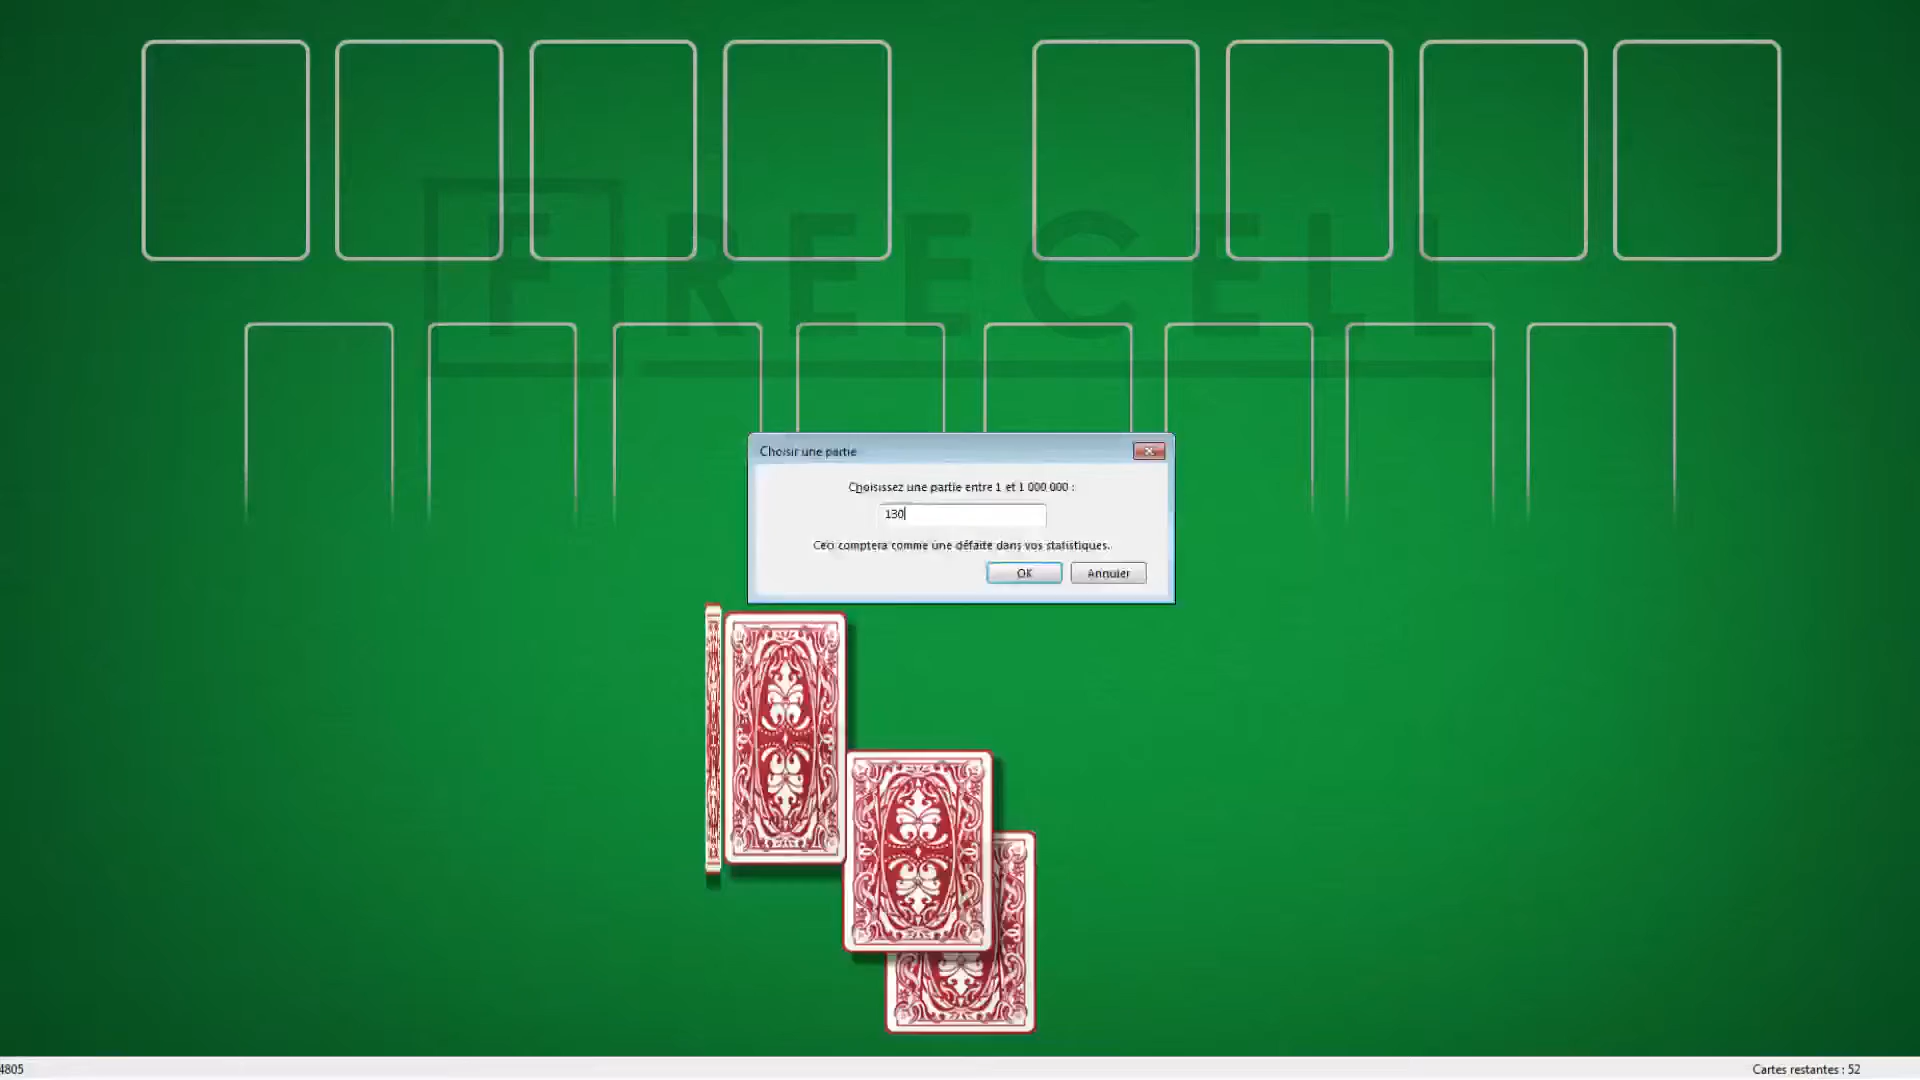 FREECELL
Choisir une partie
Choisissez une partie entre 1 et 1 000 000 :
130
Ceci comptera comme une défaite dans vos statistiques.
OK
Annuler
4805
Cartes restantes : 52